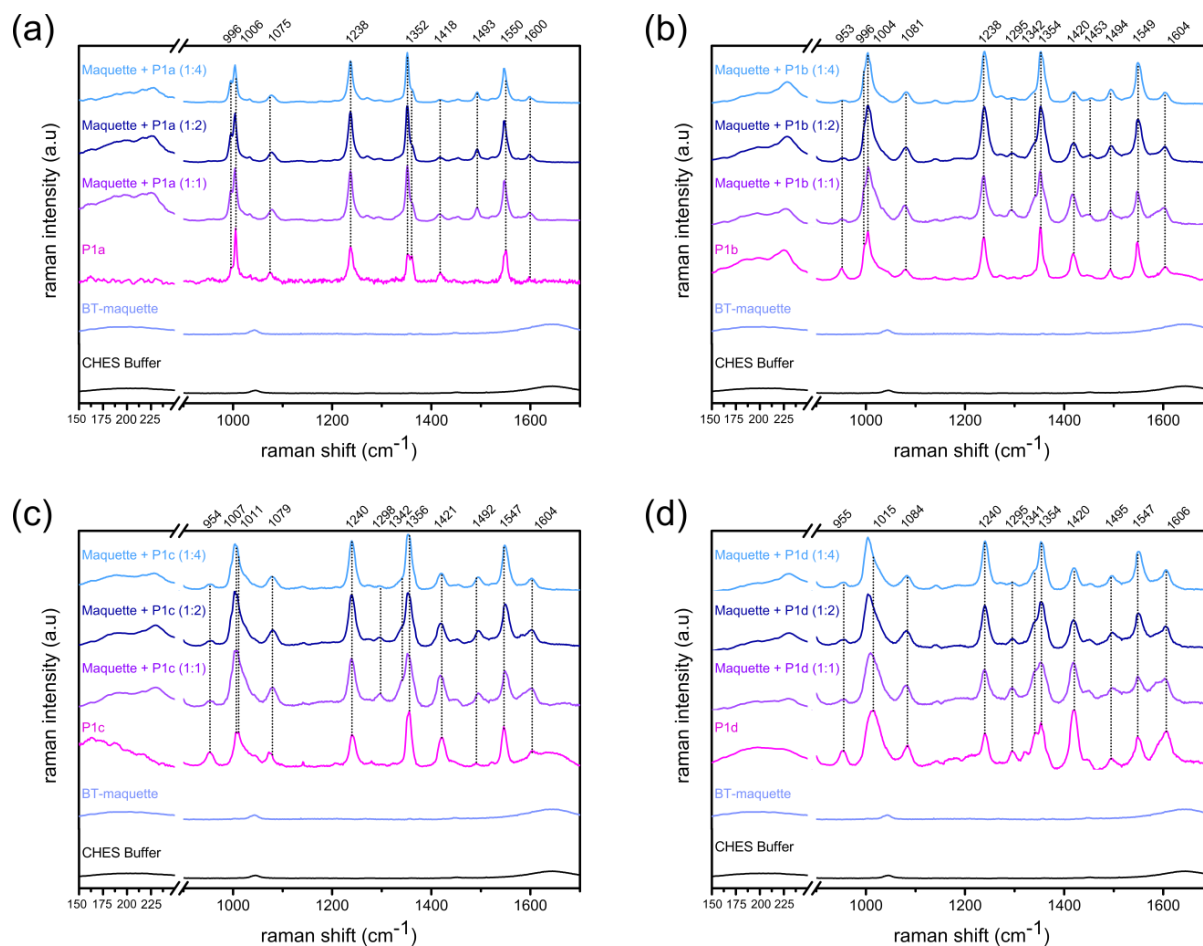 (a)
996 1006 1075 1238 1352 1418 1493 1550 1600
Maquette + P1a (1:4)
Maquette + P1a (1:2)
Maquette + P1a (1:1)
P1a
BT-maquette
CHES Buffer
raman intensity (a.u)
150 175 200 225 1000 1200 1400 1600
raman shift (cm-1)
(b)
953 996 1004 1081 1238 1295 1342 1354 1420 1453 1494 1549 1604
Maquette + P1b (1:4)
Maquette + P1b (1:2)
Maquette + P1b (1:1)
P1b
BT-maquette
CHES Buffer
raman intensity (a.u)
150 175 200 225 1000 1200 1400 1600
raman shift (cm-1)
(c)
954 1007 1011 1079 1240 1298 1342 1356 1421 1492 1547 1604
Maquette + P1c (1:4)
Maquette + P1c (1:2)
Maquette + P1c (1:1)
P1c
BT-maquette
CHES Buffer
raman intensity (a.u)
150 175 200 225 1000 1200 1400 1600
raman shift (cm-1)
(d)
955 1015 1084 1240 1295 1341 1354 1420 1495 1547 1606
Maquette + P1d (1:4)
Maquette + P1d (1:2)
Maquette + P1d (1:1)
P1d
BT-maquette
CHES Buffer
raman intensity (a.u)
150 175 200 225 1000 1200 1400 1600
raman shift (cm-1)